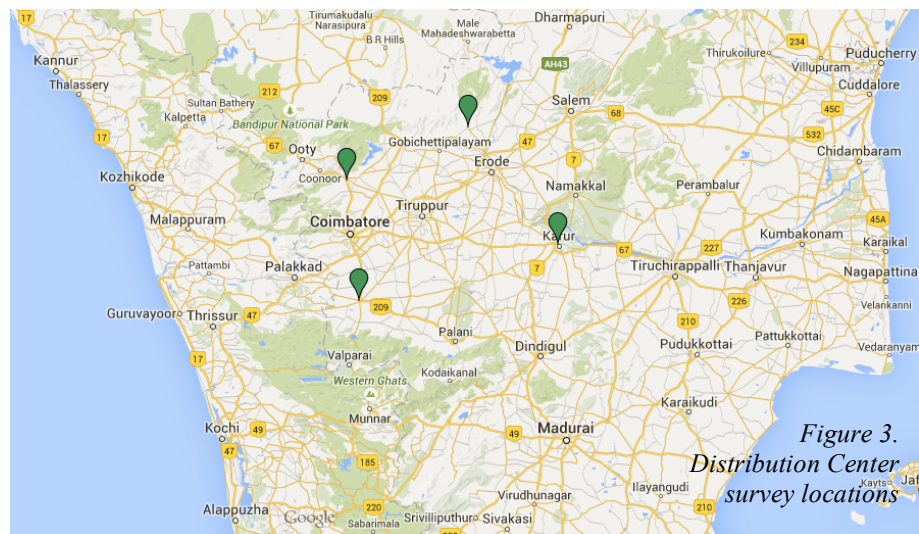 17
Tirumakudalu
Narasipura
Male
Mahadeshwarabetta
Dharmapuri
Kannur
B.R Hills
AH43
Thirukoilure
234
Puducherry
Villupuram
Thalassery
212
209
Salem
Cuddalore
Sultan Bathery
68
45C
Kalpetta
Bandipur National Park
17
67
Ooty
Gobichettipalayam
47
532
Erode
7
Chidambaram
Coonoor
Kozhikode
Namakkal
Perambalur
Tiruppur
Malappuram
Coimbatore
45A
Karur
Kumbakonam
67
227
Karaikal
Pattambi
Palakkad
7
Tiruchirappalli
Thanjavur
Nagapattina
Guruvayoor
47
209
226
Velankanni
Thrissur
210
Palani
Pattukkottai
17
Dindigul
Pudukkottai
Vedaranyam
Valparai
Kodaikanal
Western Ghats
Munnar
Karaikudi
Kochi
49
49
Madurai
Figure 3.
47
185
Distribution Center
Kayts
Jaf
survey locations
Alappuzha
220
Virudhunagar
Ilayangudi
210
Google
Sabarimala
Srivilliputhur
Sivakasi